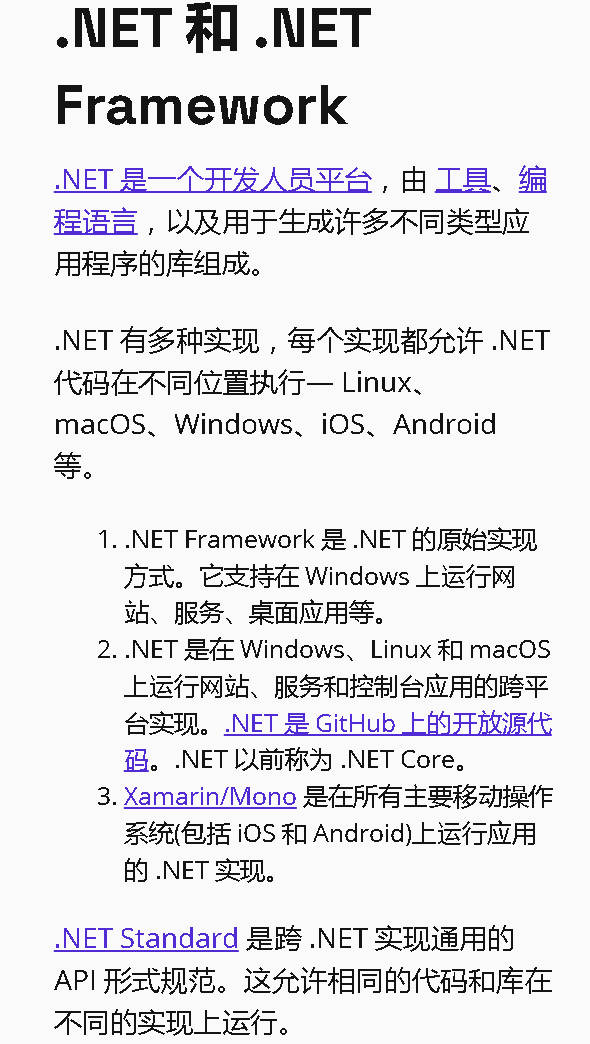 .NET 和 .NET
Framework
.NET 是一个开发人员平台，由 工具、编
程语言，以及用于生成许多不同类型应
用程序的库组成。
.NET 有多种实现，每个实现都允许 .NET
代码在不同位置执行— Linux、
macOS、Windows、iOS、Android
等。
1. .NET Framework 是 .NET 的原始实现
方式。它支持在 Windows 上运行网
站、服务、桌面应用等。
2. .NET 是在 Windows、Linux 和 macOS
上运行网站、服务和控制台应用的跨平
台实现。.NET 是 GitHub 上的开放源代
码。.NET 以前称为 .NET Core。
3. Xamarin/Mono 是在所有主要移动操作
系统(包括 iOS 和 Android)上运行应用
的 .NET 实现。
.NET Standard 是跨 .NET 实现通用的
API 形式规范。这允许相同的代码和库在
不同的实现上运行。